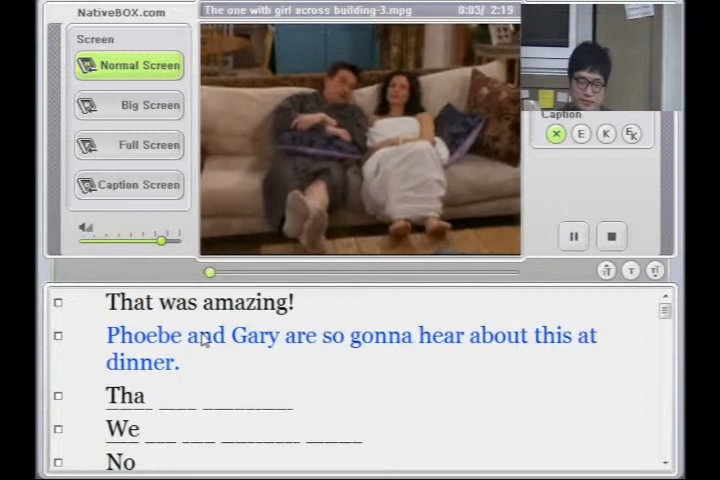 NativeBOX.com
The one with girl across building-3.mpg
0:03 / 2:19
Screen
Normal Screen
Big Screen
Full Screen
Caption Screen
Caption
E K EK
T
That was amazing!
Phoebe and Gary are so gonna hear about this at
dinner.
Tha
We
No